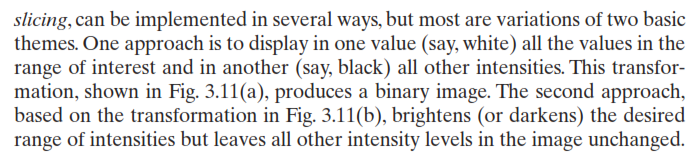 slicing, can be implemented in several ways, but most are variations of two basic
themes. One approach is to display in one value (say, white) all the values in the
range of interest and in another (say, black) all other intensities. This transfor-
mation, shown in Fig. 3.11(a), produces a binary image. The second approach,
based on the transformation in Fig. 3.11(b), brightens (or darkens) the desired
range of intensities but leaves all other intensity levels in the image unchanged.